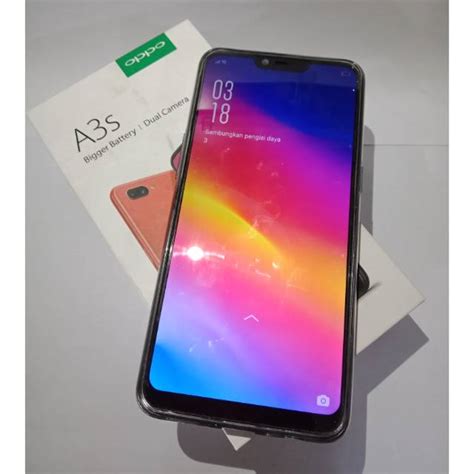 oppo
A3s
Bigger Battery | Dual Camera
03
18
Sambungkan pengisi daya
3